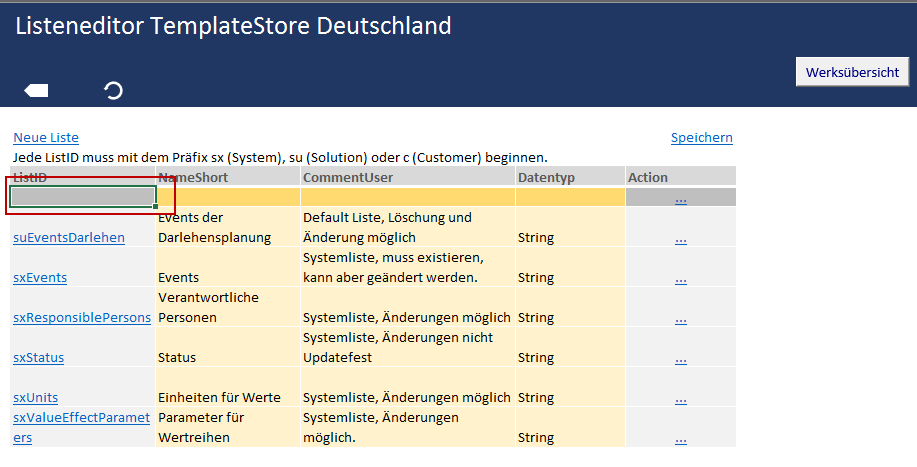 Listeneditor TemplateStore Deutschland
Werksübersicht
Neue Liste Speichern
Jede ListID muss mit dem Präfix sx (System), su (Solution) oder c (Customer) beginnen.
ListID NameShort CommentUser Datentyp Action
...
Events der Default Liste, Löschung und
suEventsDarlehen Darlehensplanung Änderung möglich String ...
Systemliste, muss existieren,
sxEvents Events kann aber geändert werden. String ...
Verantwortliche
sxResponsiblePersons Personen Systemliste, Änderungen möglich String ...
Systemliste, Änderungen nicht
sxStatus Status Updatefest String ...
sxUnits Einheiten für Werte Systemliste, Änderungen möglich String ...
sxValueEffectParamet Parameter für Systemliste, Änderungen
ers Wertreihen möglich. String ...